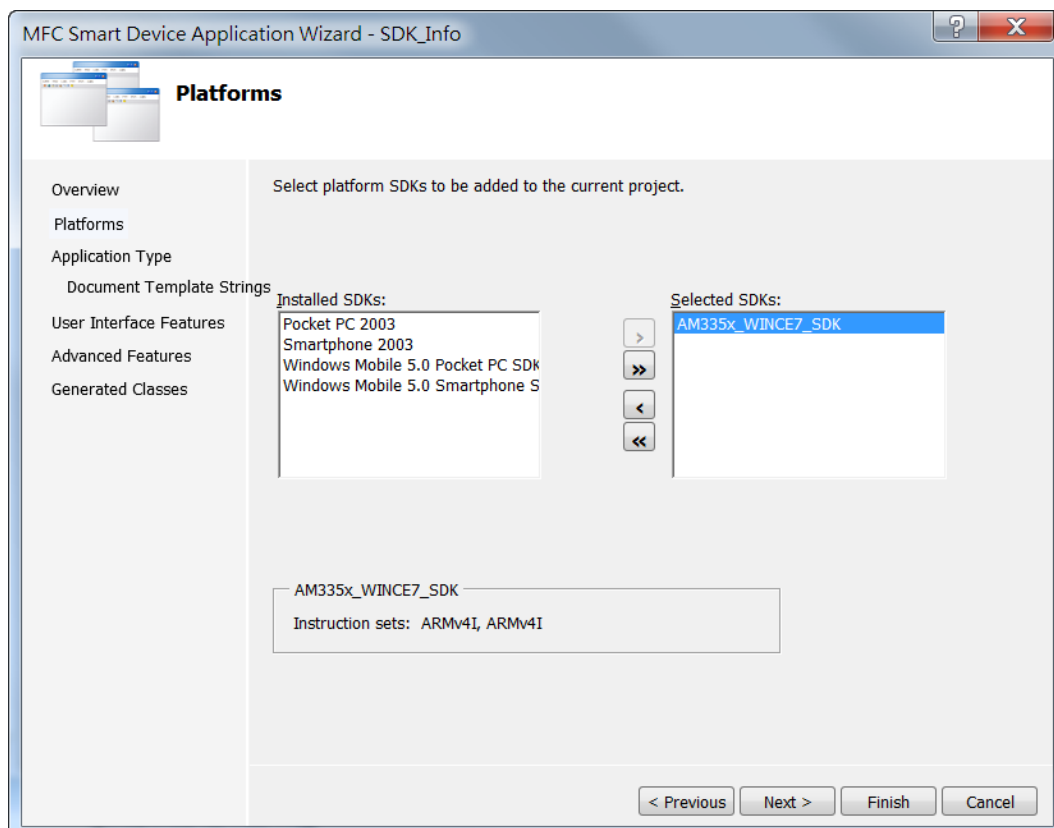 MFC Smart Device Application Wizard - SDK_Info
Platforms
Overview
Platforms
Application Type
Document Template Strings
User Interface Features
Advanced Features
Generated Classes
Select platform SDKs to be added to the current project.
Installed SDKs:
Pocket PC 2003
Smartphone 2003
Windows Mobile 5.0 Pocket PC SDK
Windows Mobile 5.0 Smartphone S
>
>>
<
<<
Selected SDKs:
AM335x_WINCE7_SDK
AM335x_WINCE7_SDK
Instruction sets: ARMv4I, ARMv4I
< Previous
Next >
Finish
Cancel